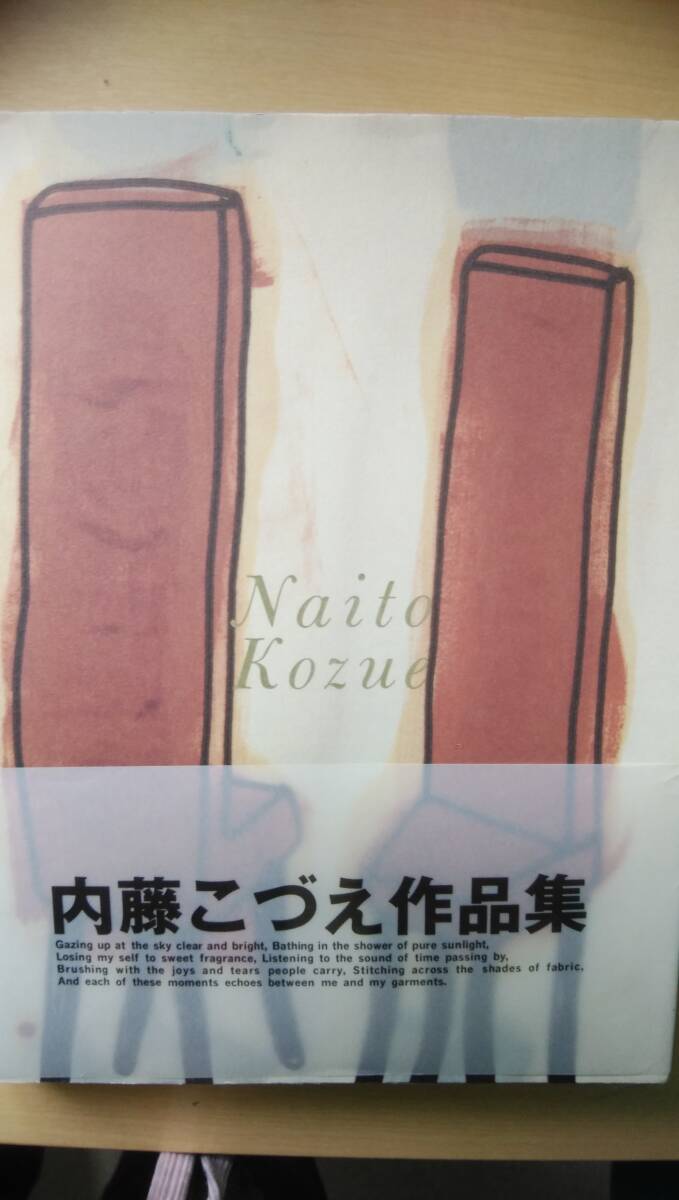 Naito
Kozue
内藤こづえ作品集
Gazing up at the sky clear and bright, Bathing in the shower of pure sunlight,
Losing my self to sweet fragrance, Listening to the sound of time passing by,
Brushing with the joys and tears people carry, Stitching across the shades of fabric,
And each of these moments echoes between me and my garments.